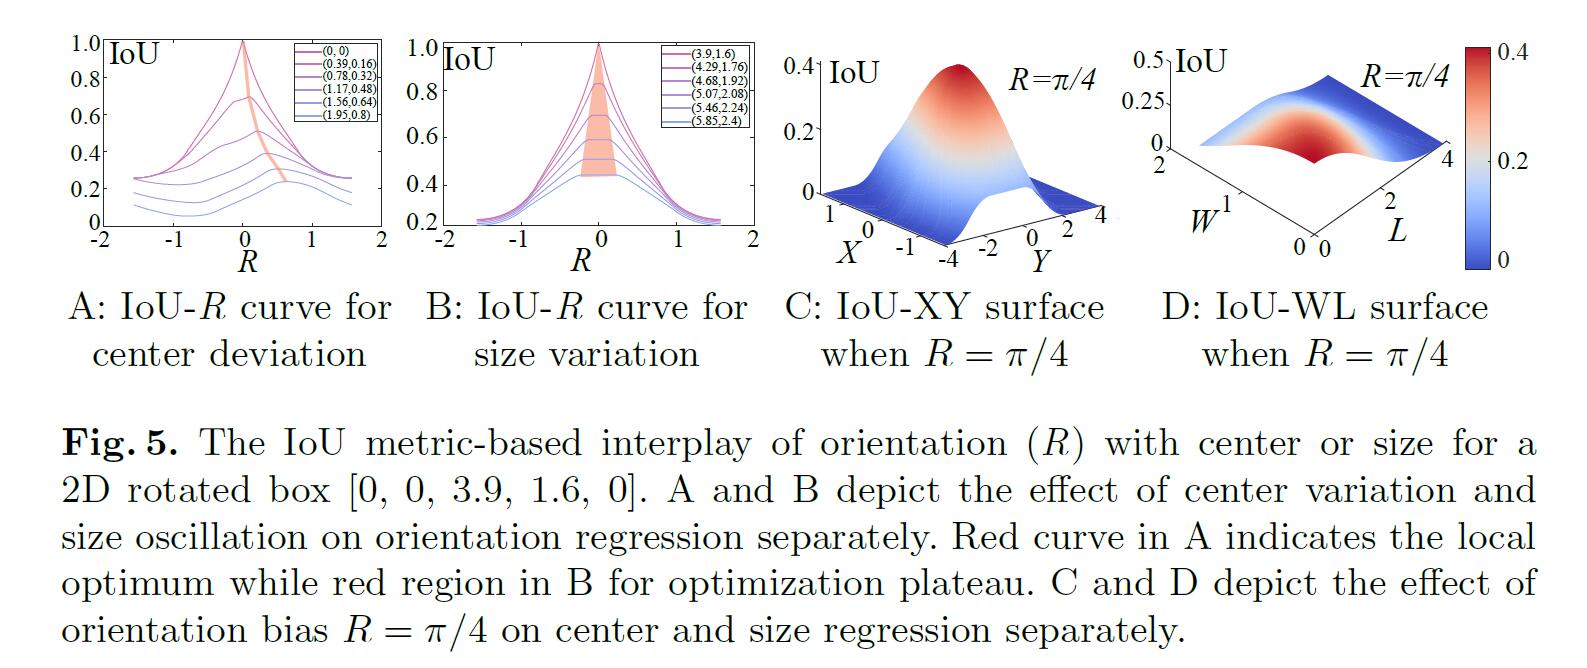 IoU
1.0
0.8
0.6
0.4
0.2
0
-2 -1 0 1 2
R
(0, 0)
(0.39,0.16)
(0.78,0.32)
(1.17,0.48)
(1.56,0.64)
(1.95,0.8)
IoU
1.0
0.8
0.6
0.4
0.2
-2 -1 0 1 2
R
(3.9,1.6)
(4.29,1.76)
(4.68,1.92)
(5.07,2.08)
(5.46,2.24)
(5.85,2.4)
IoU
R=π/4
0.4
0.2
0
1 0 -1
X
-4 -2 0 2 4
Y
IoU
R=π/4
0.5
0.25
0
2 1 0
W
0 2 4
L
0.4
0.2
0
A: IoU-R curve for
center deviation
B: IoU-R curve for
size variation
C: IoU-XY surface
when R = π/4
D: IoU-WL surface
when R = π/4
Fig. 5. The IoU metric-based interplay of orientation (R) with center or size for a
2D rotated box [0, 0, 3.9, 1.6, 0]. A and B depict the effect of center variation and
size oscillation on orientation regression separately. Red curve in A indicates the local
optimum while red region in B for optimization plateau. C and D depict the effect of
orientation bias R = π/4 on center and size regression separately.